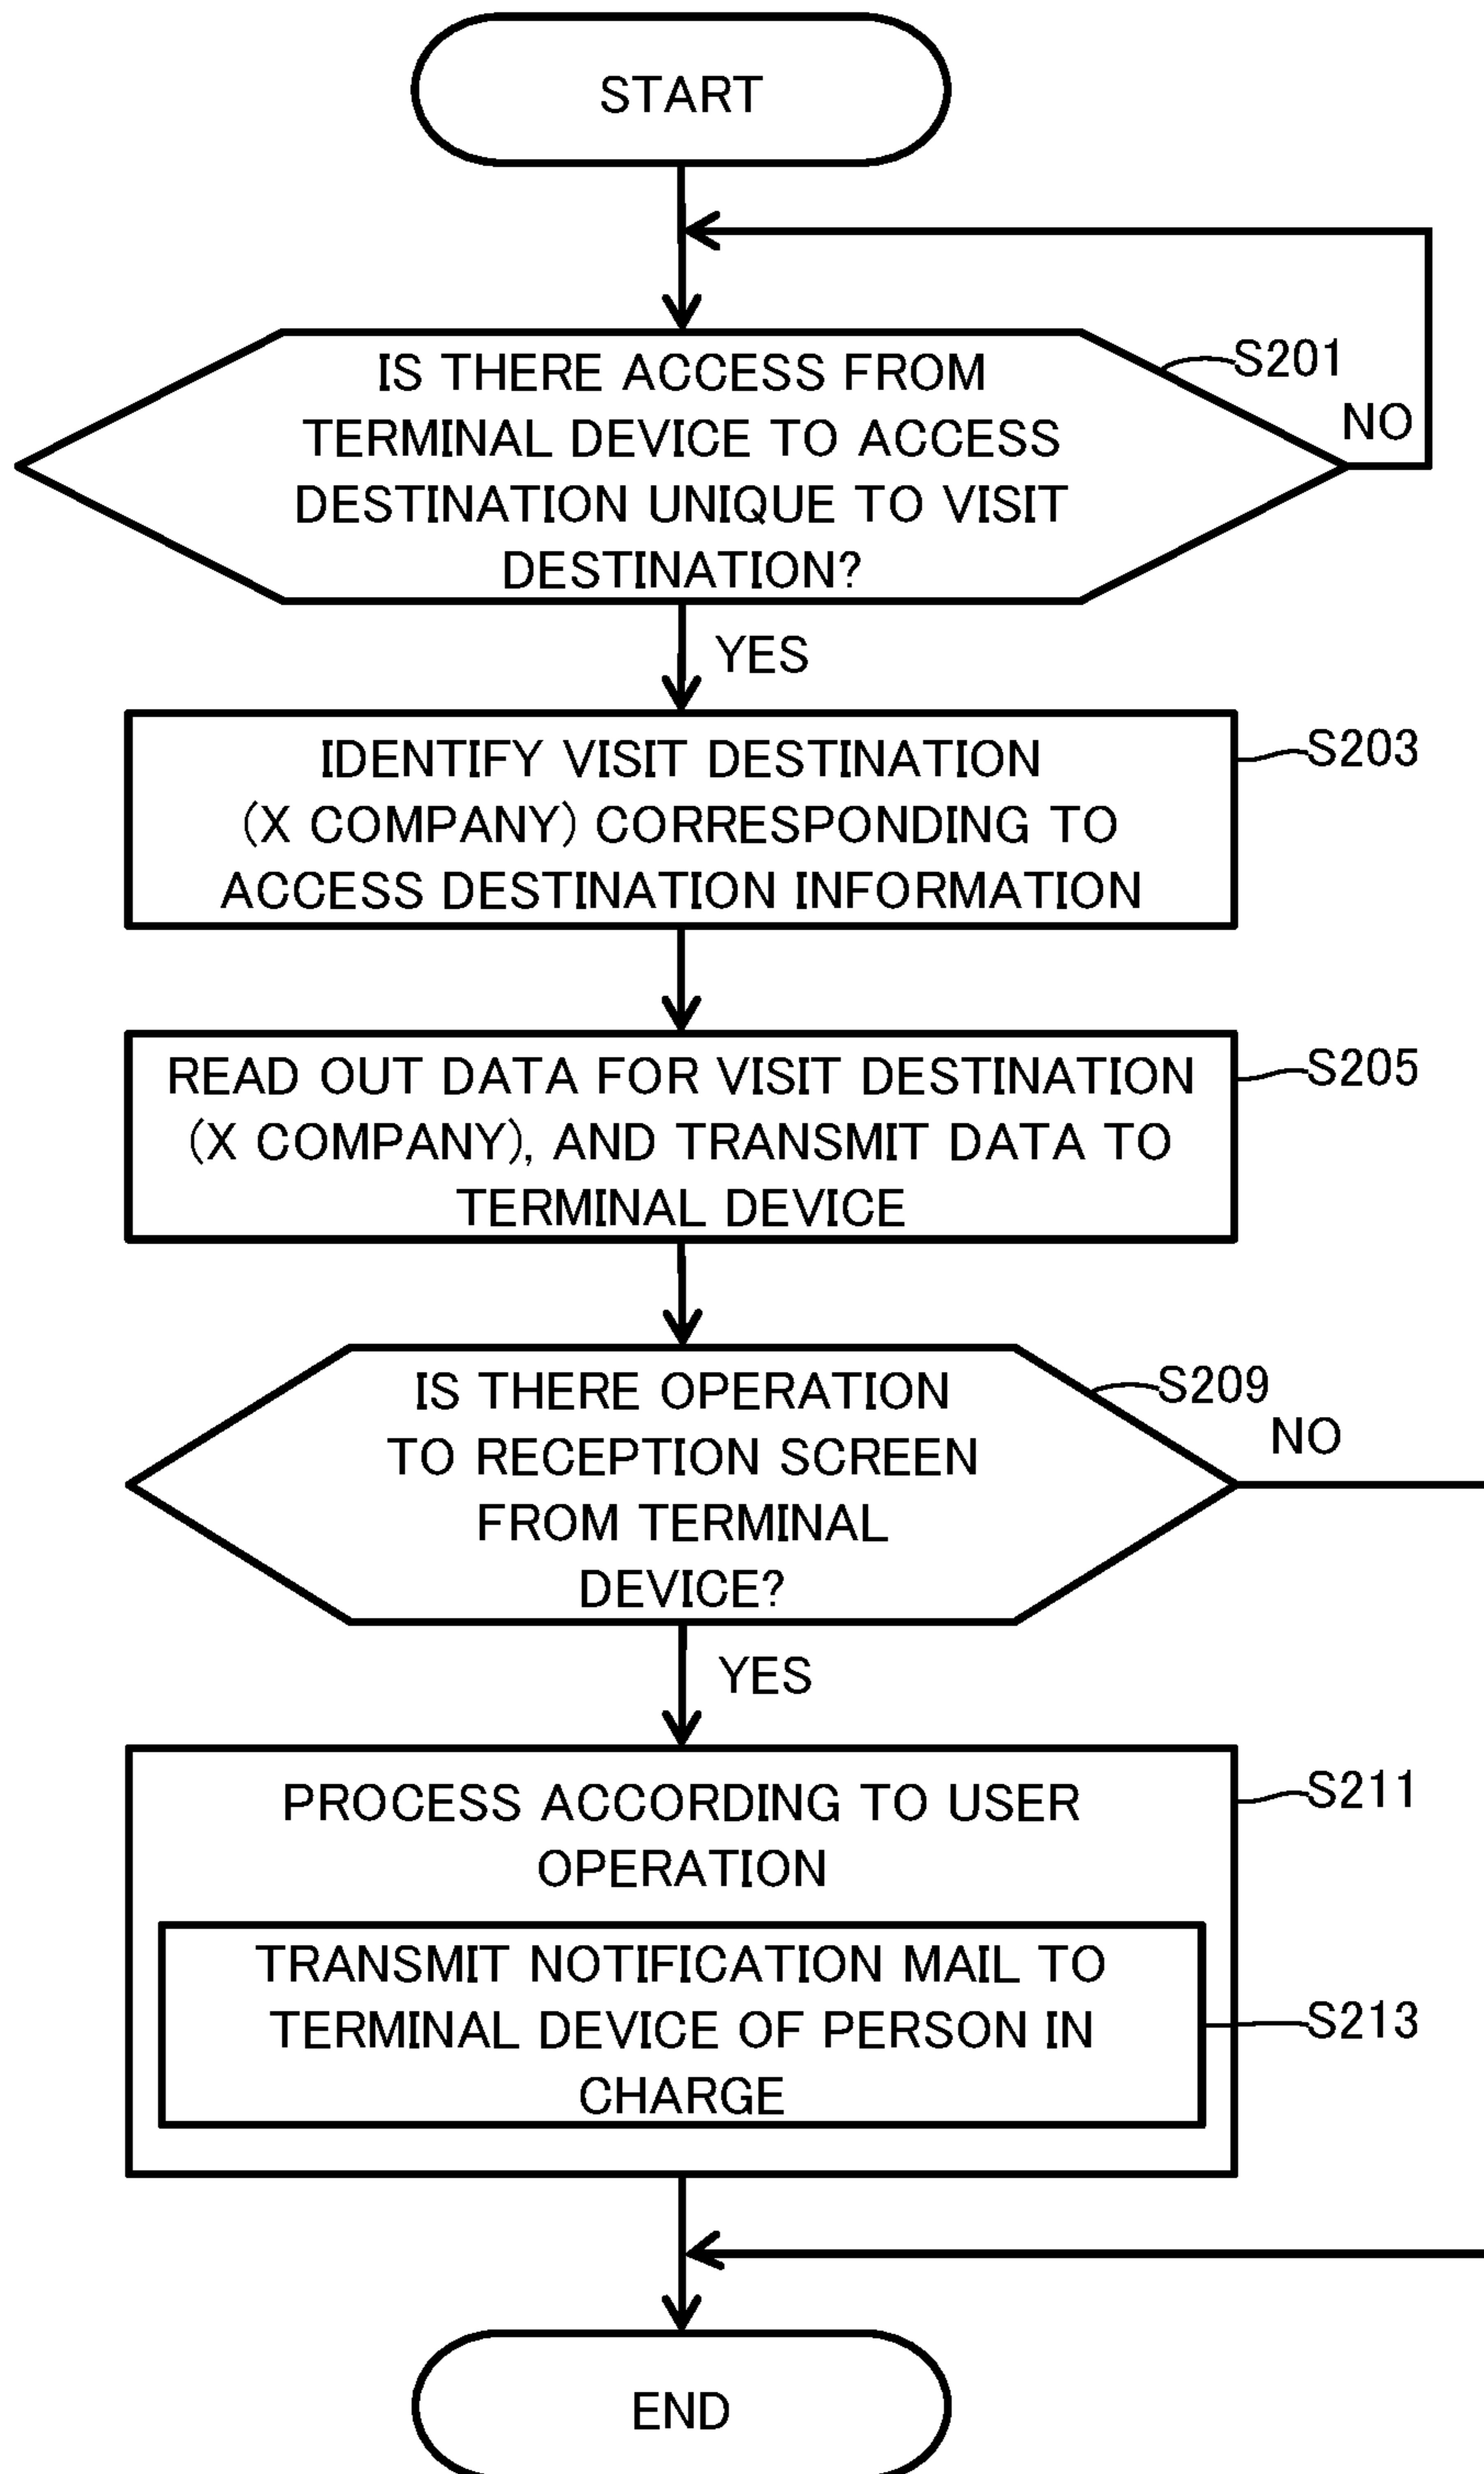 START
IS THERE ACCESS FROM
TERMINAL DEVICE TO ACCESS
DESTINATION UNIQUE TO VISIT
DESTINATION?
S201
NO
YES
IDENTIFY VISIT DESTINATION
(X COMPANY) CORRESPONDING TO
ACCESS DESTINATION INFORMATION
S203
READ OUT DATA FOR VISIT DESTINATION
(X COMPANY), AND TRANSMIT DATA TO
TERMINAL DEVICE
S205
IS THERE OPERATION
TO RECEPTION SCREEN
FROM TERMINAL
DEVICE?
S209
NO
YES
PROCESS ACCORDING TO USER
OPERATION
S211
TRANSMIT NOTIFICATION MAIL TO
TERMINAL DEVICE OF PERSON IN
CHARGE
S213
END